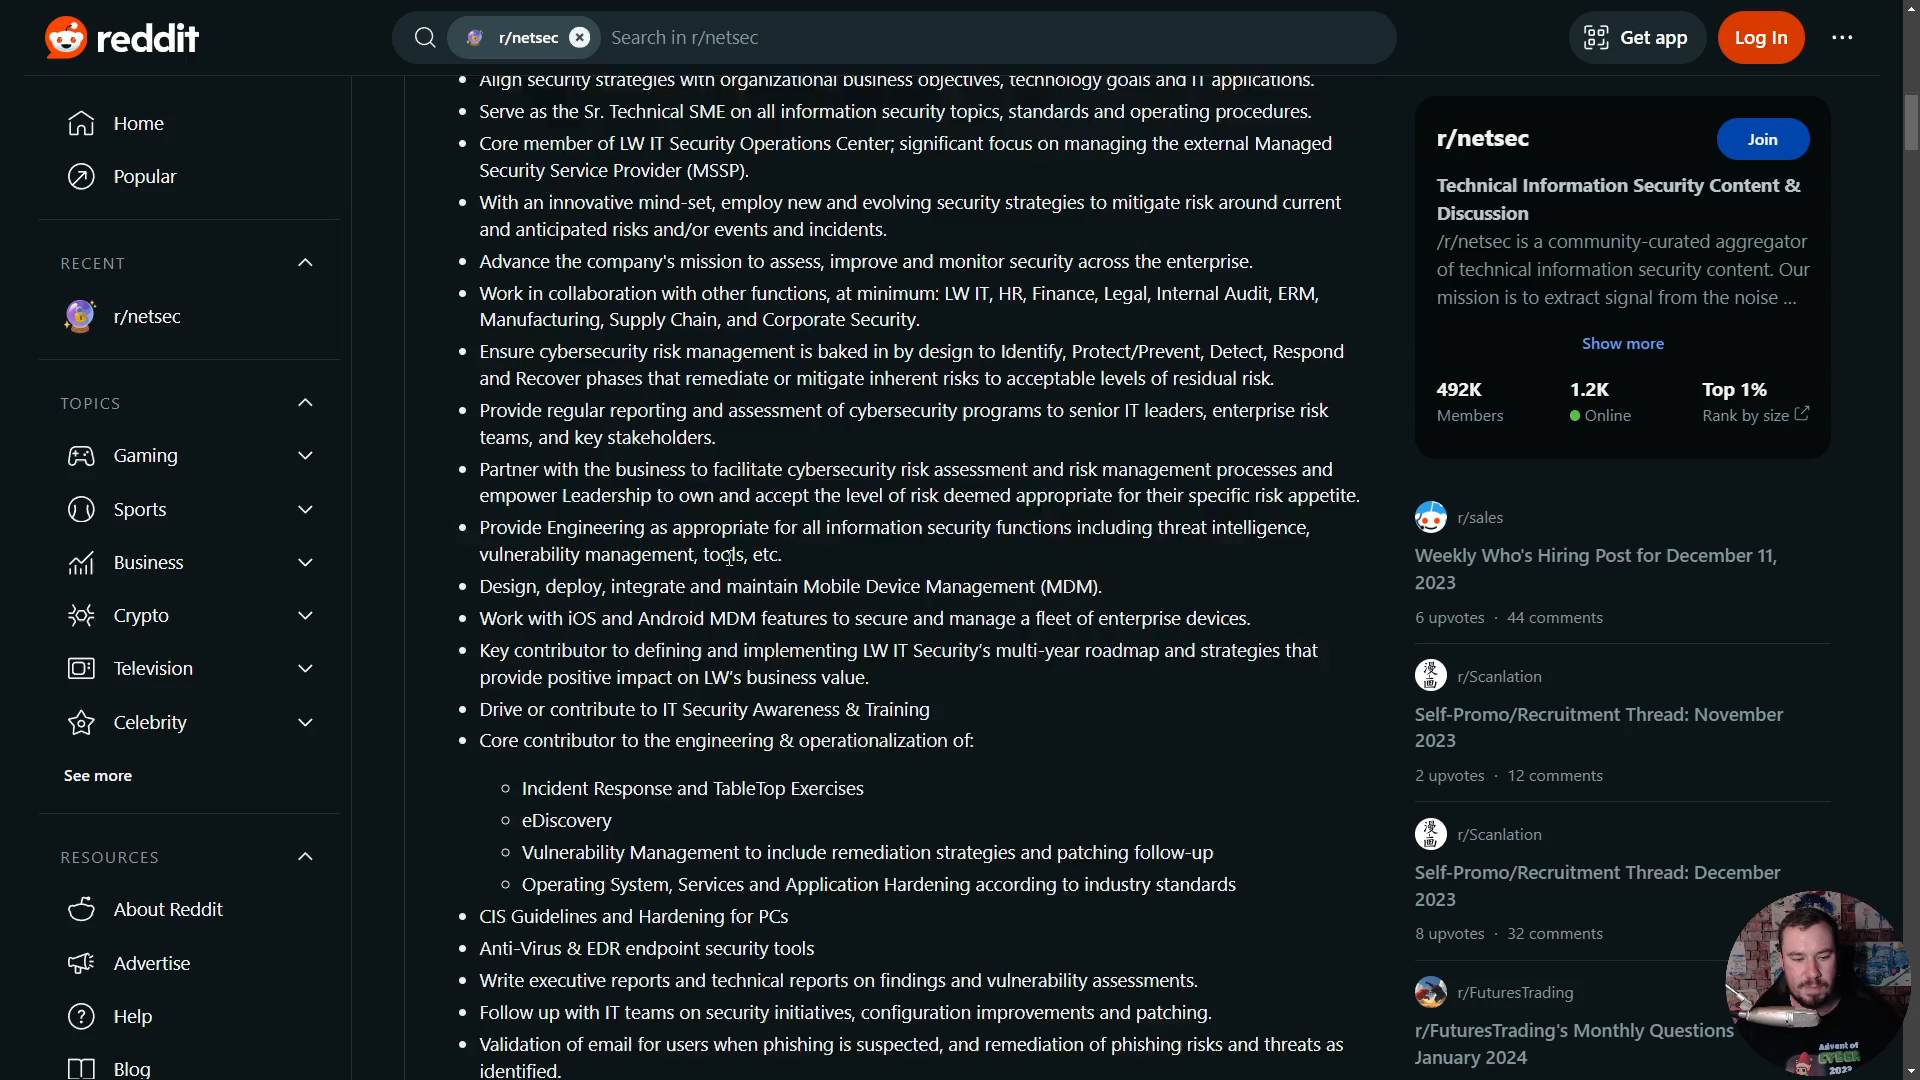 reddit
r/netsec
Search in r/netsec
Get app
Log In
Home
Popular
RECENT
r/netsec
TOPICS
Gaming
Sports
Business
Crypto
Television
Celebrity
See more
RESOURCES
About Reddit
Advertise
Help
Blog
• Align security strategies with organizational business objectives, technology goals and IT applications.
• Serve as the Sr. Technical SME on all information security topics, standards and operating procedures.
• Core member of LW IT Security Operations Center; significant focus on managing the external Managed
Security Service Provider (MSSP).
• With an innovative mind-set, employ new and evolving security strategies to mitigate risk around current
and anticipated risks and/or events and incidents.
• Advance the company's mission to assess, improve and monitor security across the enterprise.
• Work in collaboration with other functions, at minimum: LW IT, HR, Finance, Legal, Internal Audit, ERM,
Manufacturing, Supply Chain, and Corporate Security.
• Ensure cybersecurity risk management is baked in by design to Identify, Protect/Prevent, Detect, Respond
and Recover phases that remediate or mitigate inherent risks to acceptable levels of residual risk.
• Provide regular reporting and assessment of cybersecurity programs to senior IT leaders, enterprise risk
teams, and key stakeholders.
• Partner with the business to facilitate cybersecurity risk assessment and risk management processes and
empower Leadership to own and accept the level of risk deemed appropriate for their specific risk appetite.
• Provide Engineering as appropriate for all information security functions including threat intelligence,
vulnerability management, tools, etc.
• Design, deploy, integrate and maintain Mobile Device Management (MDM).
• Work with iOS and Android MDM features to secure and manage a fleet of enterprise devices.
• Key contributor to defining and implementing LW IT Security’s multi-year roadmap and strategies that
provide positive impact on LW’s business value.
• Drive or contribute to IT Security Awareness & Training
• Core contributor to the engineering & operationalization of:
◦ Incident Response and TableTop Exercises
◦ eDiscovery
◦ Vulnerability Management to include remediation strategies and patching follow-up
◦ Operating System, Services and Application Hardening according to industry standards
• CIS Guidelines and Hardening for PCs
• Anti-Virus & EDR endpoint security tools
• Write executive reports and technical reports on findings and vulnerability assessments.
• Follow up with IT teams on security initiatives, configuration improvements and patching.
• Validation of email for users when phishing is suspected, and remediation of phishing risks and threats as
identified.
r/netsec
Join
Technical Information Security Content &
Discussion
/r/netsec is a community-curated aggregator
of technical information security content. Our
mission is to extract signal from the noise ...
Show more
492K 1.2K Top 1%
Members Online Rank by size
r/sales
Weekly Who's Hiring Post for December 11,
2023
6 upvotes · 44 comments
漫画
r/Scanlation
Self-Promo/Recruitment Thread: November
2023
2 upvotes · 12 comments
漫画
r/Scanlation
Self-Promo/Recruitment Thread: December
2023
8 upvotes · 32 comments
r/FuturesTrading
r/FuturesTrading's Monthly Questions
January 2024
Advent of
CYBER
2023